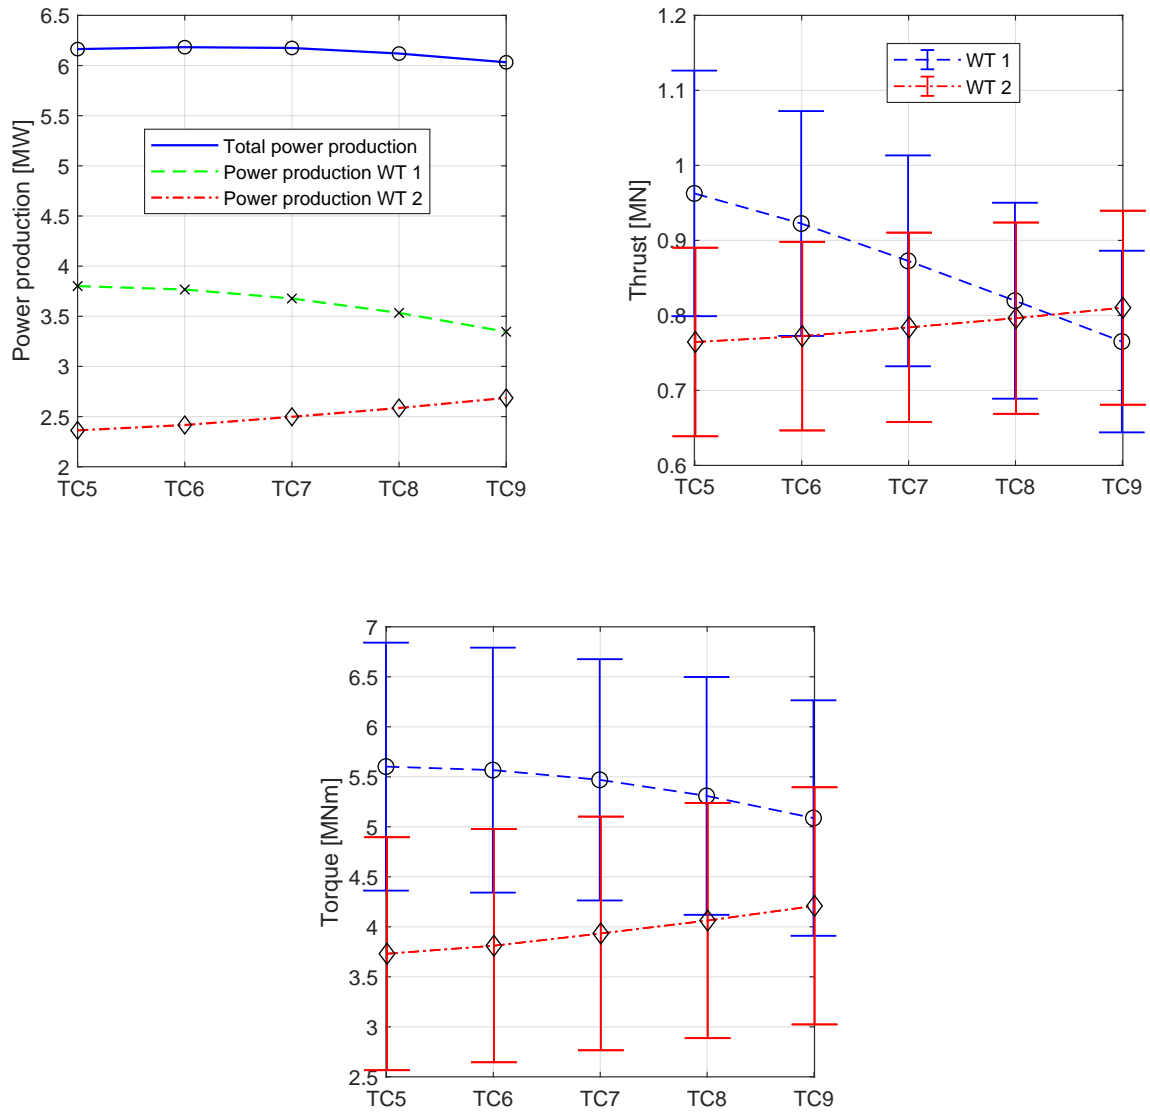 6.5
6
5.5
5
4.5
4
3.5
3
2.5
2
Power production [MW]
Total power production
Power production WT 1
Power production WT 2
TC5 TC6 TC7 TC8 TC9
1.2
1.1
1
0.9
0.8
0.7
0.6
Thrust [MN]
WT 1
WT 2
TC5 TC6 TC7 TC8 TC9
7
6.5
6
5.5
5
4.5
4
3.5
3
2.5
Torque [MNm]
TC5 TC6 TC7 TC8 TC9